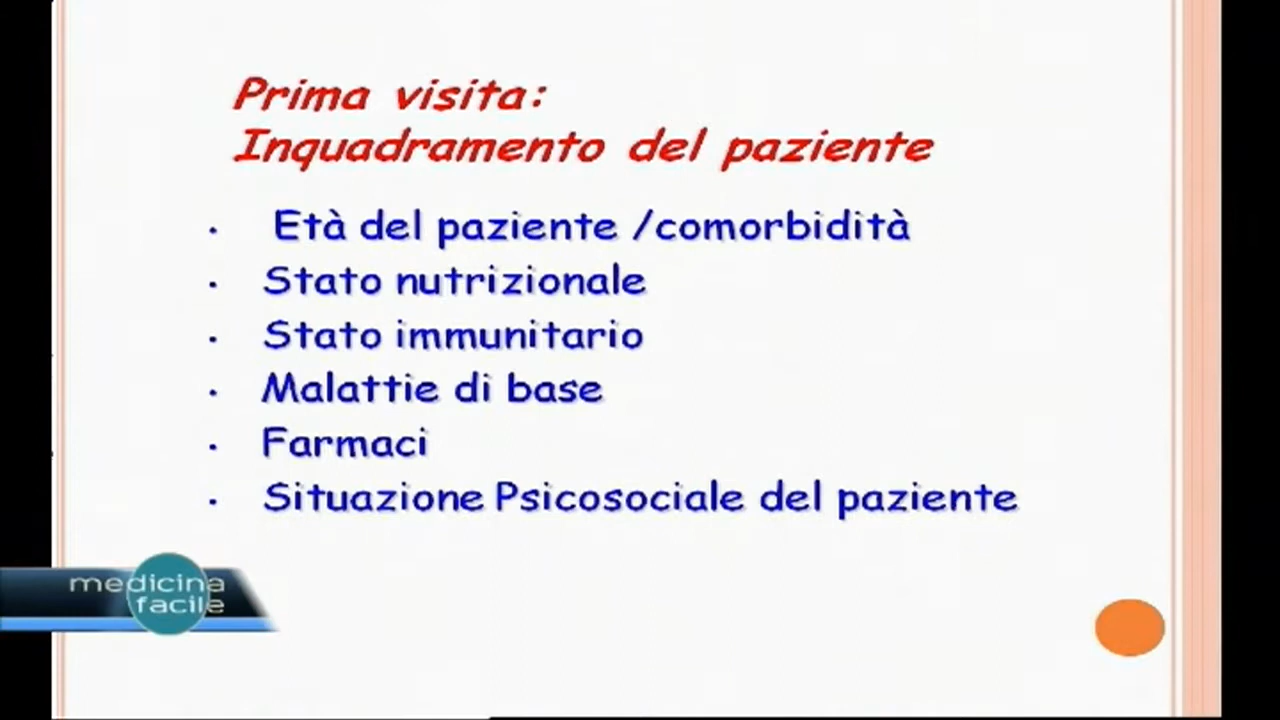 Prima visita:
Inquadramento del paziente
• Età del paziente /comorbidità
• Stato nutrizionale
• Stato immunitario
• Malattie di base
• Farmaci
• Situazione Psicosociale del paziente
medicina
facile